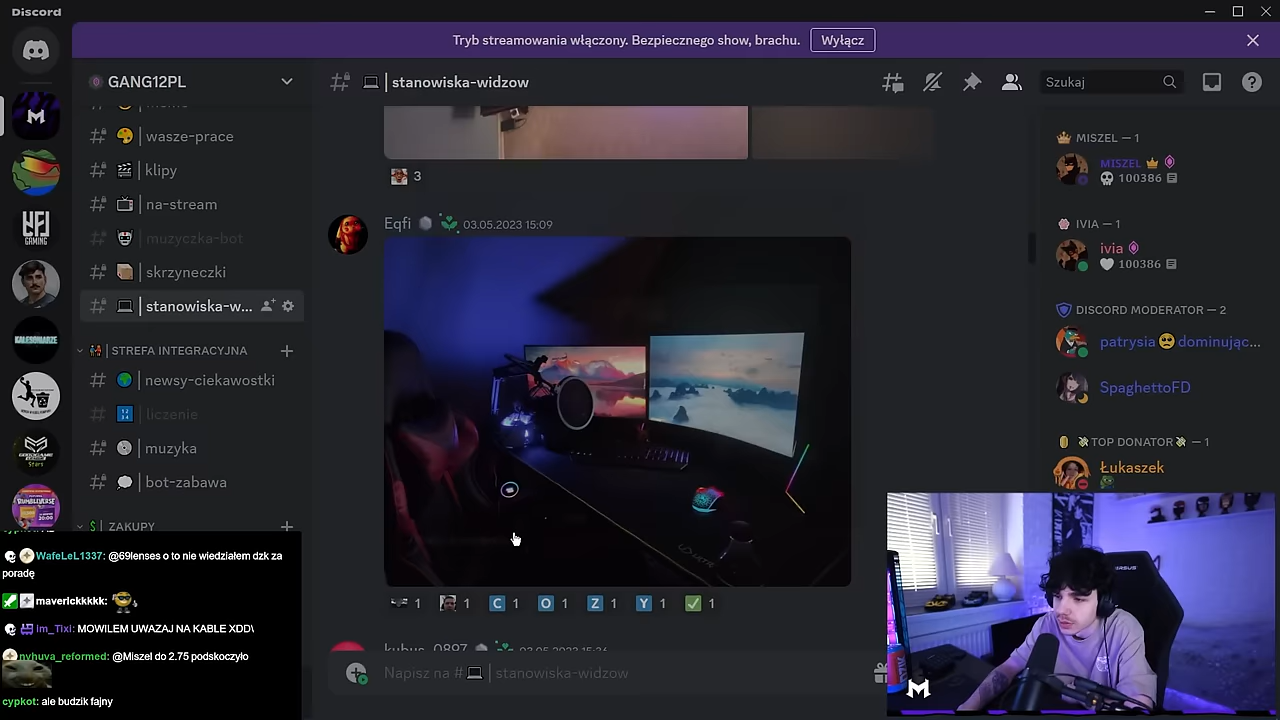 Discord
Tryb streamowania włączony. Bezpiecznego show, brachu.
Wyłącz
GANG12PL
| stanowiska-widzow
Szukaj
| wasze-prace
| klipy
| na-stream
| muzyczka-bot
| skrzyneczki
| stanowiska-w...
| STREFA INTEGRACYJNA
| newsy-ciekawostki
| liczenie
| muzyka
| bot-zabawa
| ZAKUPY
3
Eqfi 03.05.2023 15:09
1 1 C 1 O 1 Z 1 Y 1 1
kubus_0897
Napisz na # | stanowiska-widzow
MISZEL — 1
MISZEL
100386
IVIA — 1
ivia
100386
DISCORD MODERATOR — 2
patrysia dominując...
SpaghettoFD
TOP DONATOR — 1
Łukaszek
WafeLeL1337: @69lenses o to nie wiedziałem dzk za
poradę
maverickkkkk:
im_Tixi: MOWILEM UWAZAJ NA KABLE XDD\
nyhuva_reformed: @Miszel do 2.75 podskoczyło
cypkot: ale budzik fajny
KALESONIARZE
GAMING
M